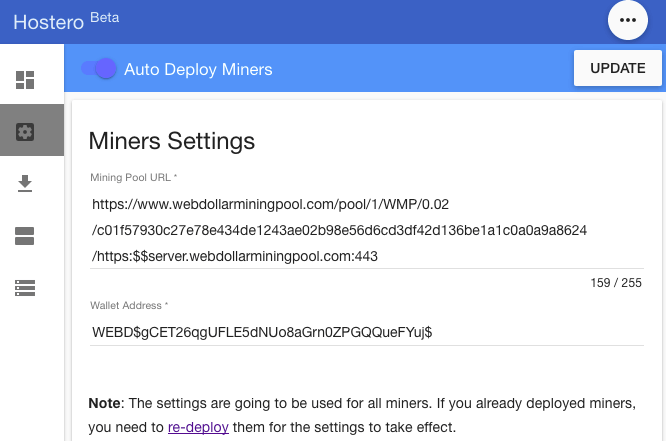 Hostero Beta
Auto Deploy Miners
UPDATE
Miners Settings
Mining Pool URL *
https://www.webdollarminingpool.com/pool/1/WMP/0.02
/c01f57930c27e78e434de1243ae02b98e56d6cd3df42d136be1a1c0a0a9a8624
/https:$$server.webdollarminingpool.com:443
159 / 255
Wallet Address *
WEBD$gCET26qgUFLE5dNUo8aGrn0ZPGQQueFYuj$
Note: The settings are going to be used for all miners. If you already deployed miners,
you need to re-deploy them for the settings to take effect.